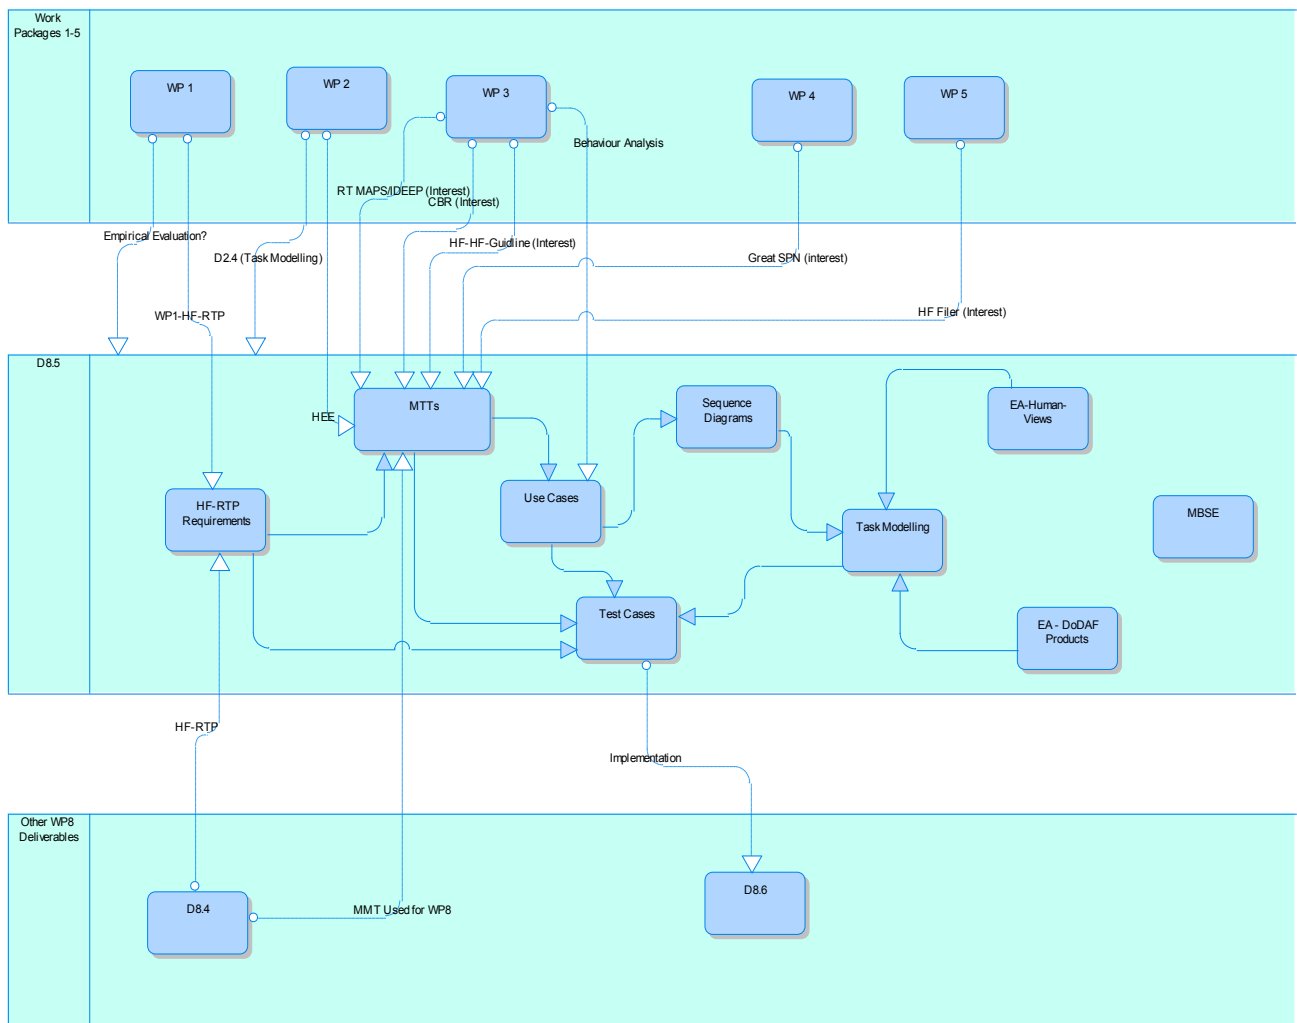 Work
Packages 1-5
WP 1
WP 2
WP 3
WP 4
WP 5
Behaviour Analysis
RT MAPS/IDEEP (Interest)
CBR (Interest)
Empirical Evaluation?
HF-HF-Guidline (Interest)
D2.4 (Task Modelling)
Great SPN (interest)
WP1-HF-RTP
HF Filer (Interest)
D8.5
MTTs
HEE
Sequence
Diagrams
EA-Human-
Views
HF-RTP
Requirements
Use Cases
Task Modelling
MBSE
Test Cases
EA - DoDAF
Products
HF-RTP
Implementation
Other WP8
Deliverables
D8.4
MMT Used for WP8
D8.6